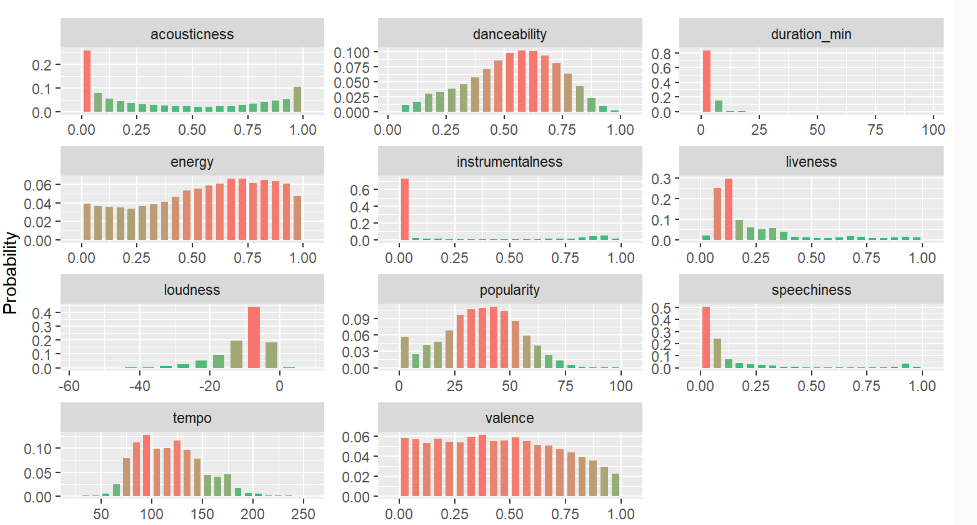 acousticness danceability duration_min
0.2 0.100 0.8
0.1 0.075 0.6
0.0 0.050 0.4
0.025 0.2
0.000 0.0
0.00 0.25 0.50 0.75 1.00 0.00 0.25 0.50 0.75 1.00 0 25 50 75 100
energy instrumentalness liveness
0.06 0.6 0.3
0.04 0.4 0.2
0.02 0.2 0.1
0.00 0.0 0.0
0.00 0.25 0.50 0.75 1.00 0.00 0.25 0.50 0.75 1.00 0.00 0.25 0.50 0.75 1.00
Probability
loudness popularity speechiness
0.4 0.09 0.5
0.3 0.06 0.4
0.2 0.03 0.3
0.1 0.00 0.2
0.0 0.1
0.0
-60 -40 -20 0 0 25 50 75 100 0.00 0.25 0.50 0.75 1.00
tempo valence
0.10 0.06
0.05 0.04
0.00 0.02
0.00
50 100 150 200 250 0.00 0.25 0.50 0.75 1.00